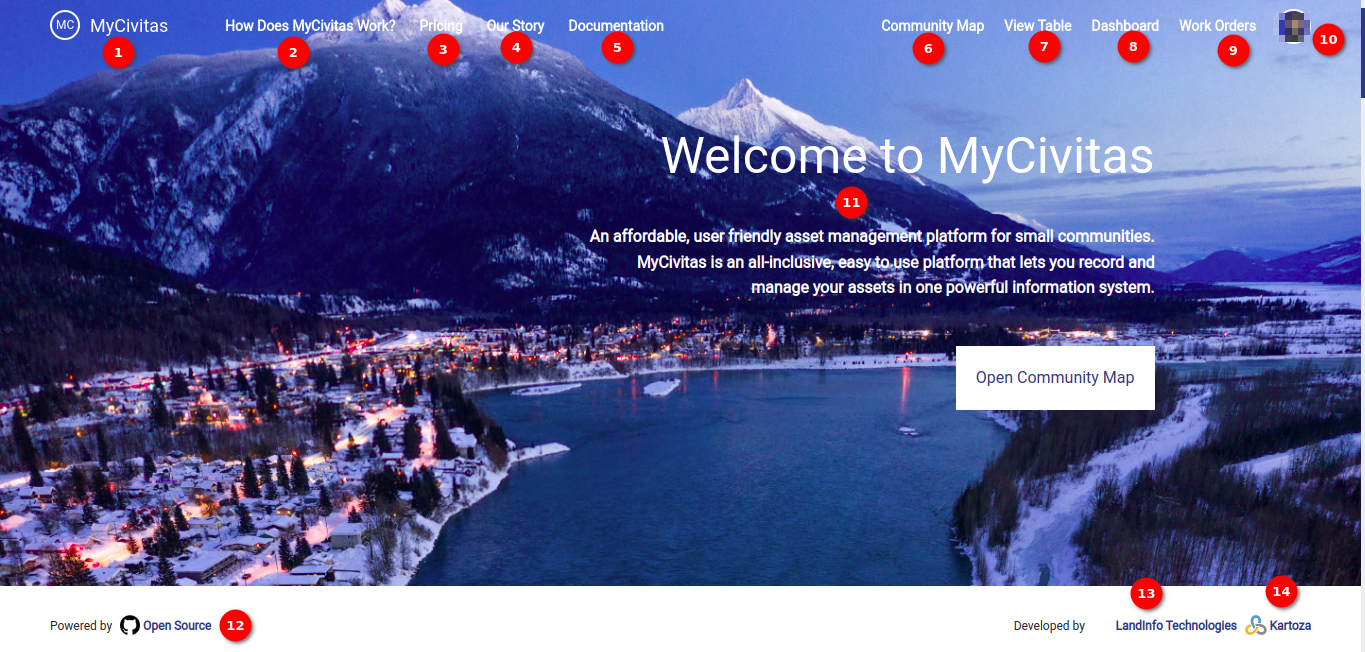 MC MyCivitas How Does MyCivitas Work? Pricing Our Story Documentation Community Map View Table Dashboard Work Orders
1 2 3 4 5 6 7 8 9 10
Welcome to MyCivitas
11
An affordable, user friendly asset management platform for small communities.
MyCivitas is an all-inclusive, easy to use platform that lets you record and
manage your assets in one powerful information system.
Open Community Map
13 14
Powered by Open Source 12 Developed by LandInfo Technologies Kartoza